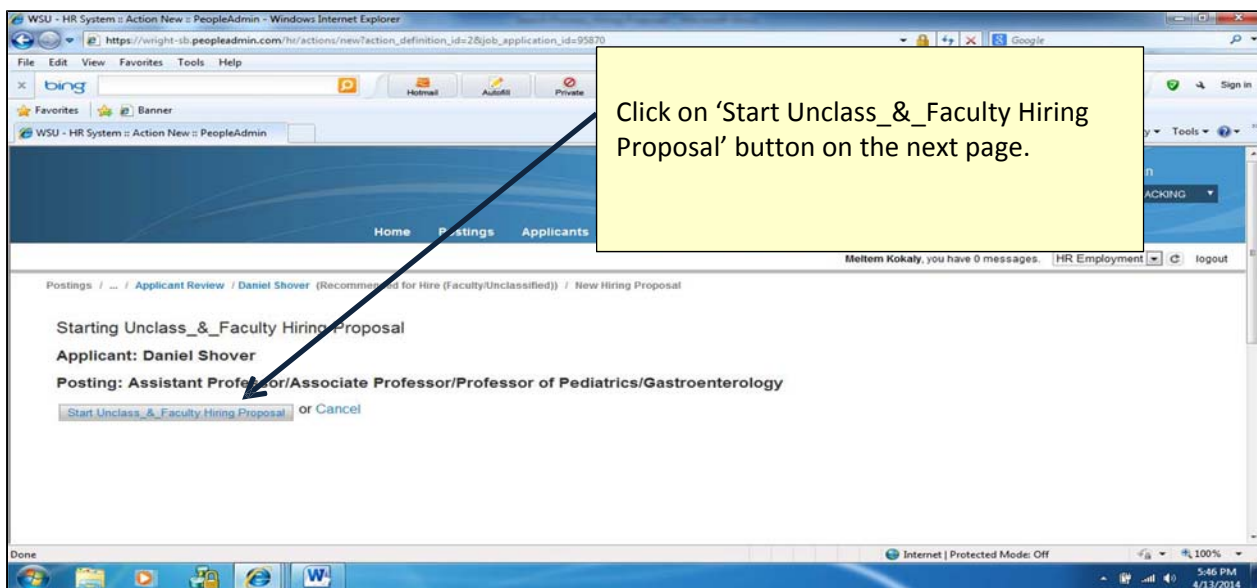 WSU - HR System :: Action New :: PeopleAdmin - Windows Internet Explorer
https://wright-sb.peopleadmin.com/hr/actions/new?action_definition_id=2&job_application_id=95870
Google
File Edit View Favorites Tools Help
x bing Hotmail Autofill Private Sign in
Favorites Banner
WSU - HR System :: Action New :: PeopleAdmin
Tools
Click on ‘Start Unclass_&_Faculty Hiring
Proposal’ button on the next page.
ACKING
Home Postings Applicants
Meltem Kokaly, you have 0 messages. HR Employment logout
Postings / ... / Applicant Review / Daniel Shover (Recommended for Hire (Faculty/Unclassified)) / New Hiring Proposal
Starting Unclass_&_Faculty Hiring Proposal
Applicant: Daniel Shover
Posting: Assistant Professor/Associate Professor/Professor of Pediatrics/Gastroenterology
Start Unclass_&_Faculty Hiring Proposal or Cancel
Done Internet | Protected Mode: Off 100%
5:46 PM
4/13/2014